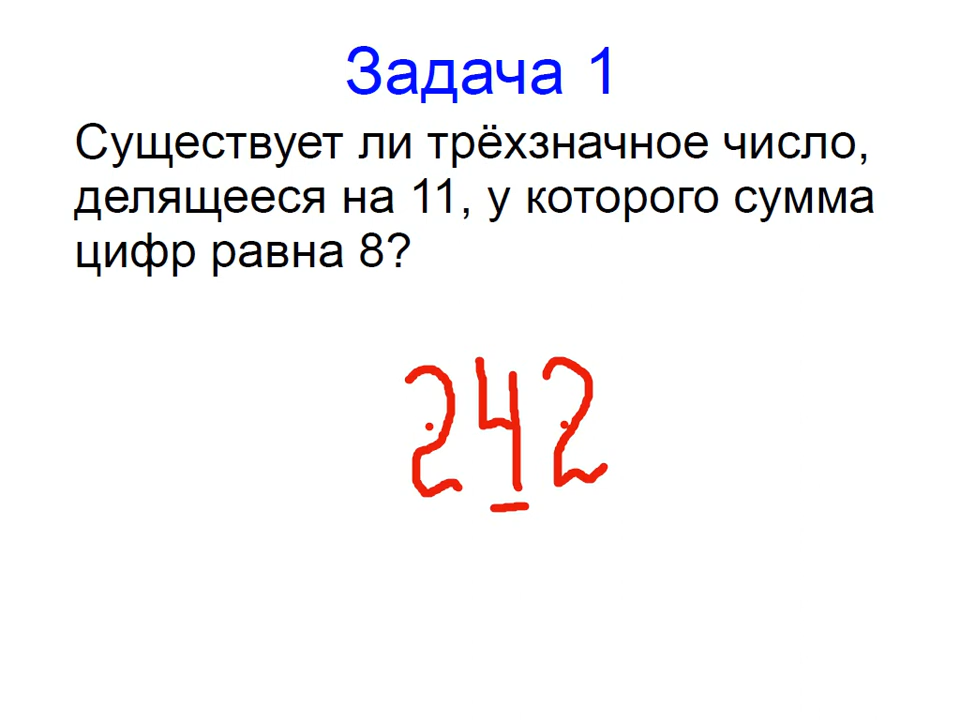 Задача 1
Существует ли трёхзначное число,
делящееся на 11, у которого сумма
цифр равна 8?
242